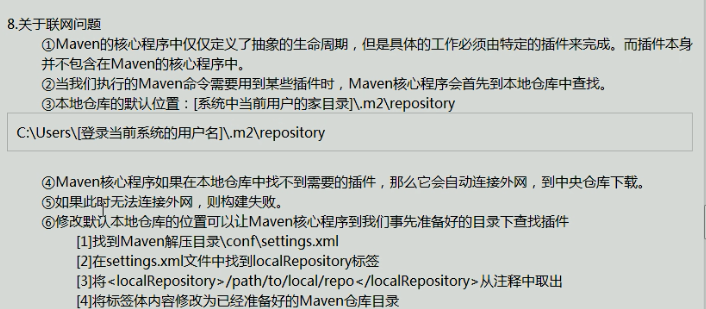 8.关于联网问题
①Maven的核心程序中仅仅定义了抽象的生命周期，但是具体的工作必须由特定的插件来完成。而插件本身
并不包含在Maven的核心程序中。
②当我们执行的Maven命令需要用到某些插件时，Maven核心程序会首先到本地仓库中查找。
③本地仓库的默认位置：[系统中当前用户的家目录]\.m2\repository
C:\Users\[登录当前系统的用户名]\.m2\repository
④Maven核心程序如果在本地仓库中找不到需要的插件，那么它会自动连接外网，到中央仓库下载。
⑤如果此时无法连接外网，则构建失败。
⑥修改默认本地仓库的位置可以让Maven核心程序到我们事先准备好的目录下查找插件
[1]找到Maven解压目录\conf\settings.xml
[2]在settings.xml文件中找到localRepository标签
[3]将<localRepository>/path/to/local/repo</localRepository>从注释中取出
[4]将标签体内容修改为已经准备好的Maven仓库目录